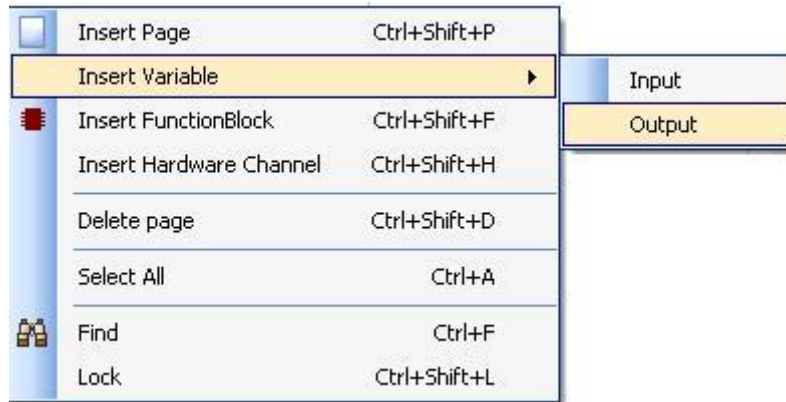 Insert Page Ctrl+Shift+P
Insert Variable Input
Insert FunctionBlock Ctrl+Shift+F Output
Insert Hardware Channel Ctrl+Shift+H
Delete page Ctrl+Shift+D
Select All Ctrl+A
Find Ctrl+F
Lock Ctrl+Shift+L